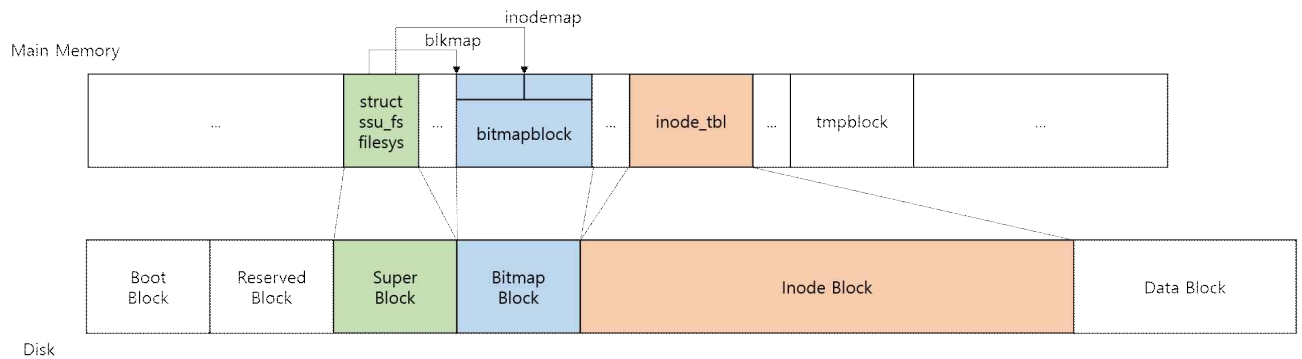 inodemap
blkmap
Main Memory
...
struct
ssu_fs
filesys
...
bitmapblock
...
inode_tbl
...
tmpblock
...
Boot
Block
Reserved
Block
Super
Block
Bitmap
Block
Inode Block
Data Block
Disk